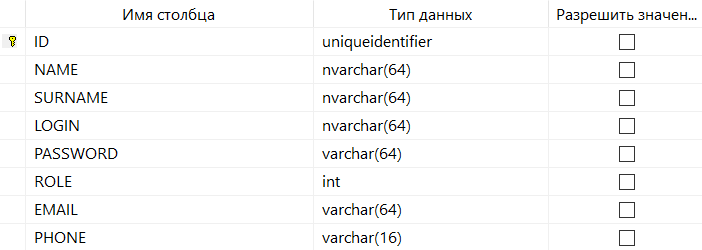 Имя столбца Тип данных Разрешить значен...
ID uniqueidentifier
NAME nvarchar(64)
SURNAME nvarchar(64)
LOGIN nvarchar(64)
PASSWORD varchar(64)
ROLE int
EMAIL varchar(64)
PHONE varchar(16)